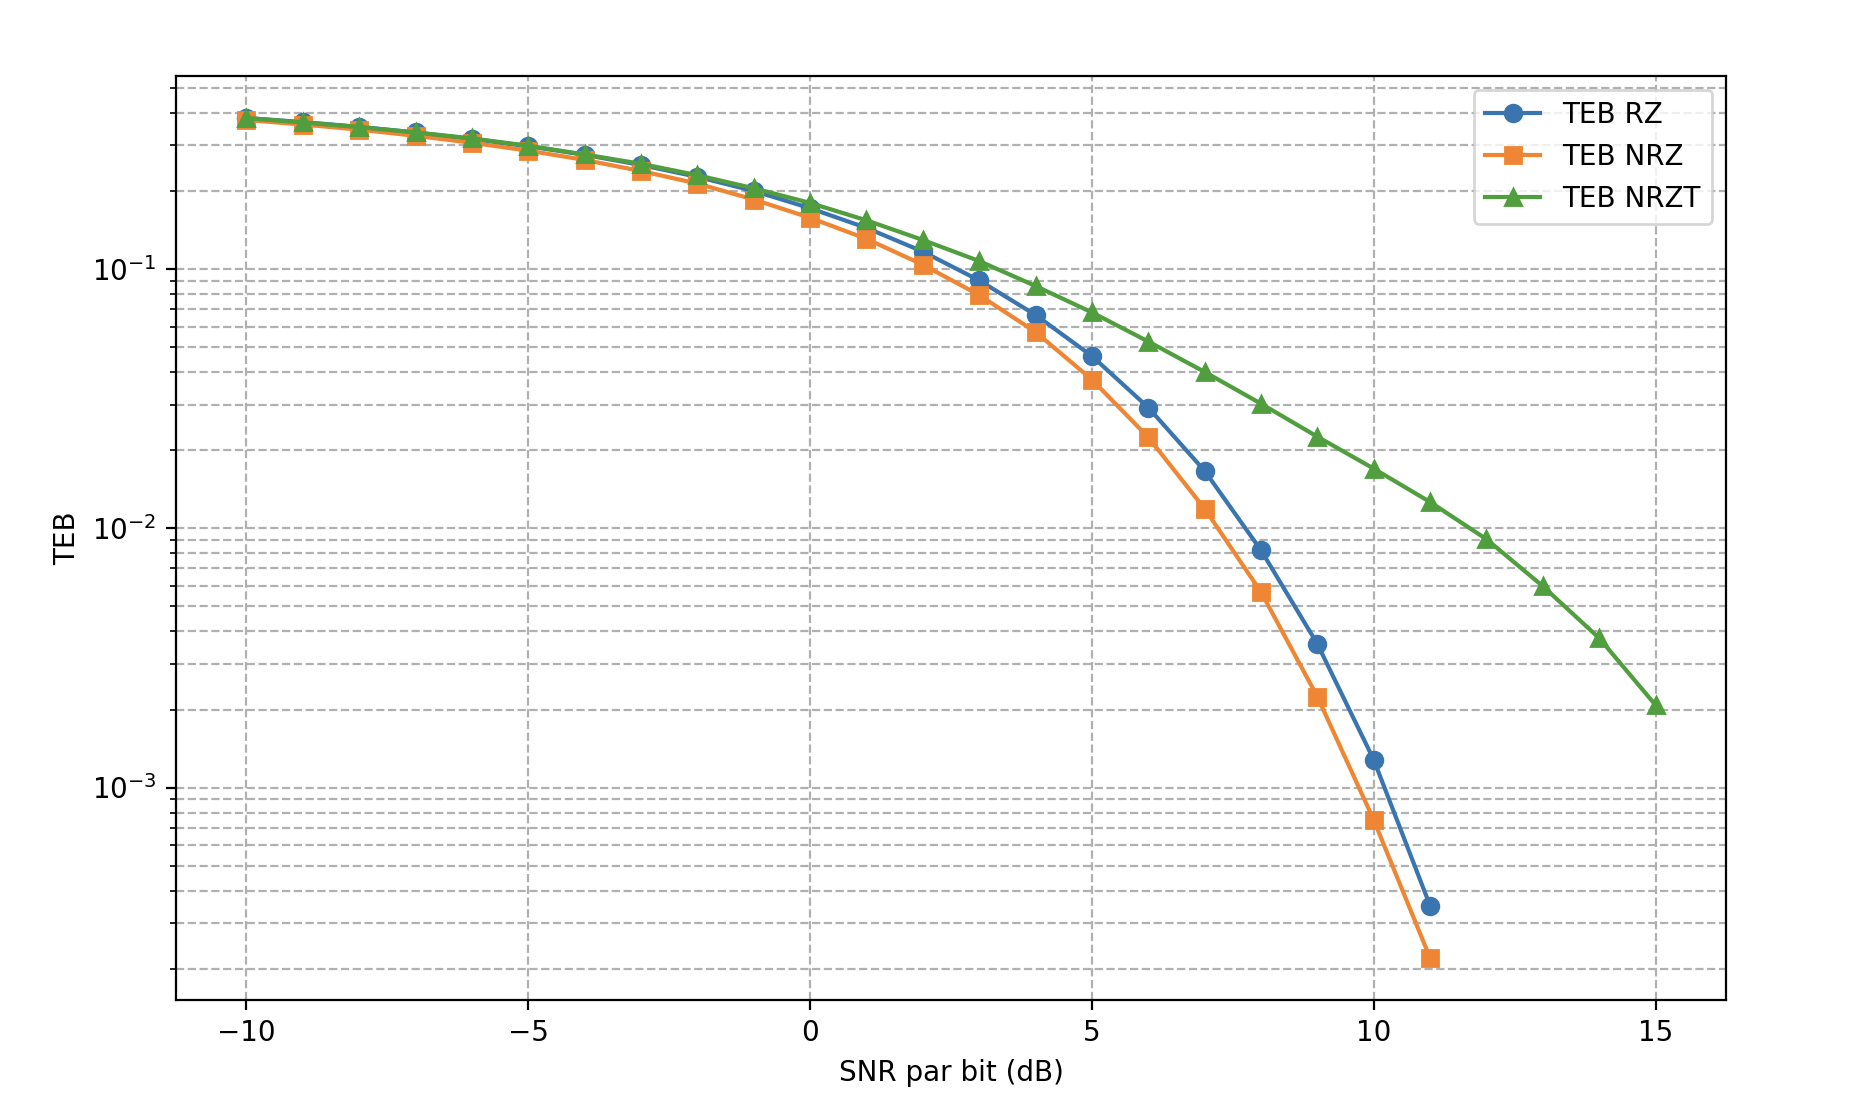 TEB RZ
TEB NRZ
TEB NRZT
TEB
10⁻¹
10⁻²
10⁻³
−10 −5 0 5 10 15
SNR par bit (dB)